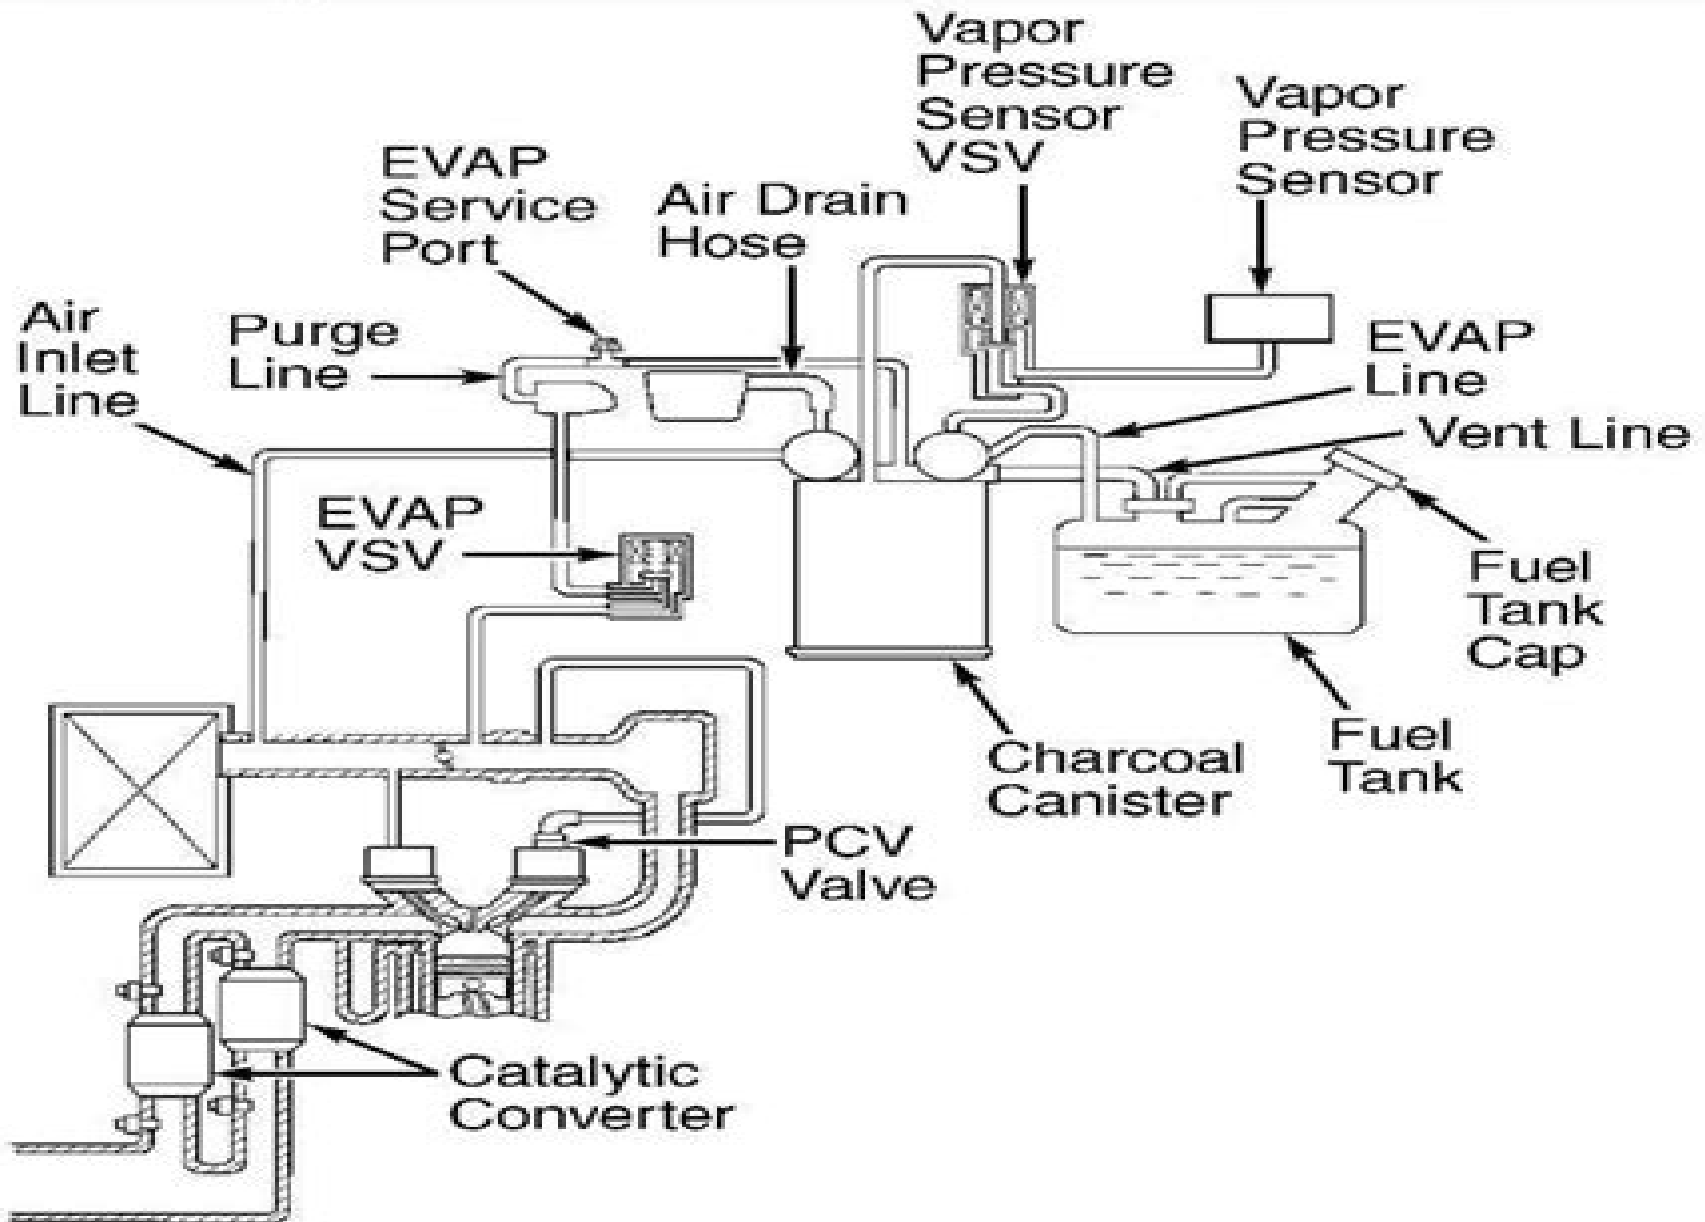 Vapor
Pressure
Sensor
VSV
Vapor
Pressure
Sensor
EVAP
Service
Port
Air Drain
Hose
Air
Inlet
Line
Purge
Line
EVAP
Line
Vent Line
EVAP
VSV
Fuel
Tank
Cap
Fuel
Tank
Charcoal
Canister
PCV
Valve
Catalytic
Converter